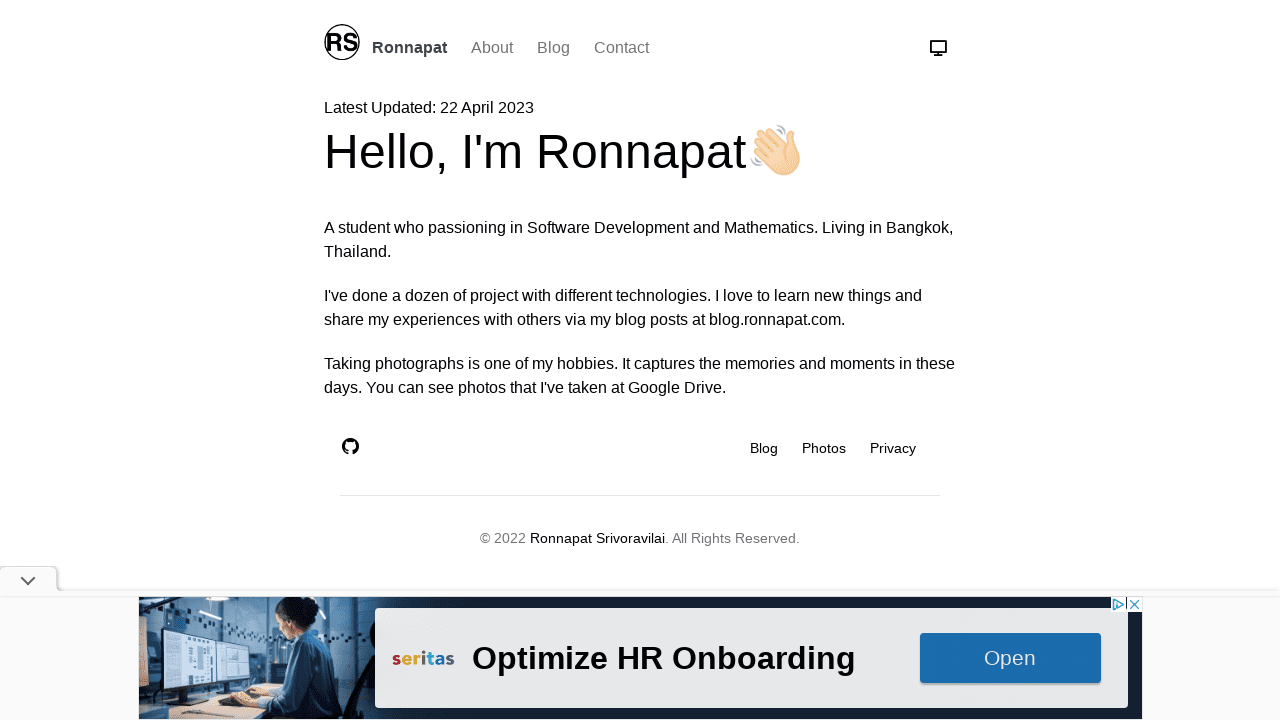 RS Ronnapat About Blog Contact
Latest Updated: 22 April 2023
Hello, I'm Ronnapat👋🏼
A student who passioning in Software Development and Mathematics. Living in Bangkok,
Thailand.
I've done a dozen of project with different technologies. I love to learn new things and
share my experiences with others via my blog posts at blog.ronnapat.com.
Taking photographs is one of my hobbies. It captures the memories and moments in these
days. You can see photos that I've taken at Google Drive.
Blog Photos Privacy
© 2022 Ronnapat Srivoravilai. All Rights Reserved.
seritas Optimize HR Onboarding Open